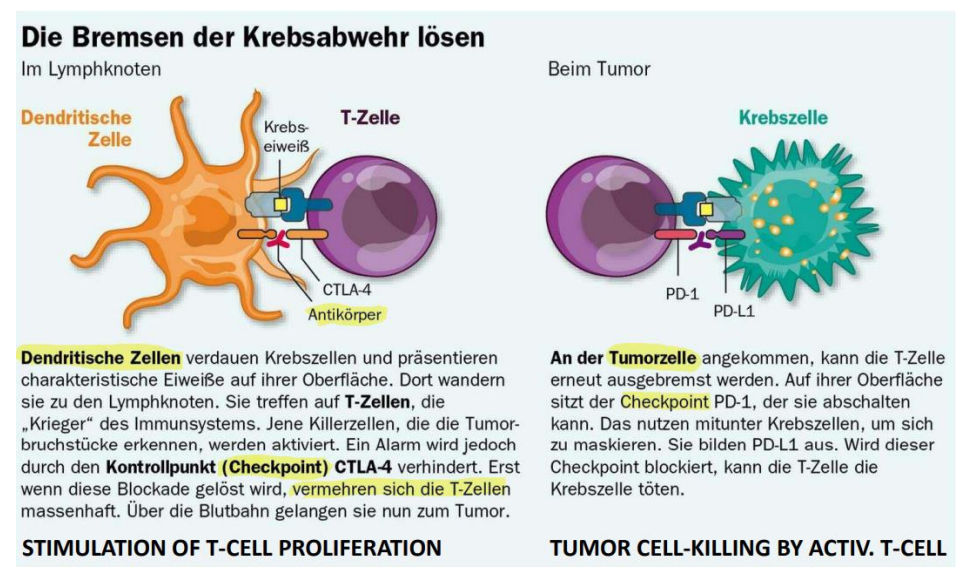 Die Bremsen der Krebsabwehr lösen
Im Lymphknoten
Dendritische
Zelle
Krebs-
eiweiß
T-Zelle
CTLA-4
Antikörper
Dendritische Zellen verdauen Krebszellen und präsentieren
charakteristische Eiweiße auf ihrer Oberfläche. Dort wandern
sie zu den Lymphknoten. Sie treffen auf T-Zellen, die
„Krieger“ des Immunsystems. Jene Killerzellen, die die Tumor-
bruchstücke erkennen, werden aktiviert. Ein Alarm wird jedoch
durch den Kontrollpunkt (Checkpoint) CTLA-4 verhindert. Erst
wenn diese Blockade gelöst wird, vermehren sich die T-Zellen
massenhaft. Über die Blutbahn gelangen sie nun zum Tumor.
STIMULATION OF T-CELL PROLIFERATION
Beim Tumor
Krebszelle
PD-1
PD-L1
An der Tumorzelle angekommen, kann die T-Zelle
erneut ausgebremst werden. Auf ihrer Oberfläche
sitzt der Checkpoint PD-1, der sie abschalten
kann. Das nutzen mitunter Krebszellen, um sich
zu maskieren. Sie bilden PD-L1 aus. Wird dieser
Checkpoint blockiert, kann die T-Zelle die
Krebszelle töten.
TUMOR CELL-KILLING BY ACTIV. T-CELL